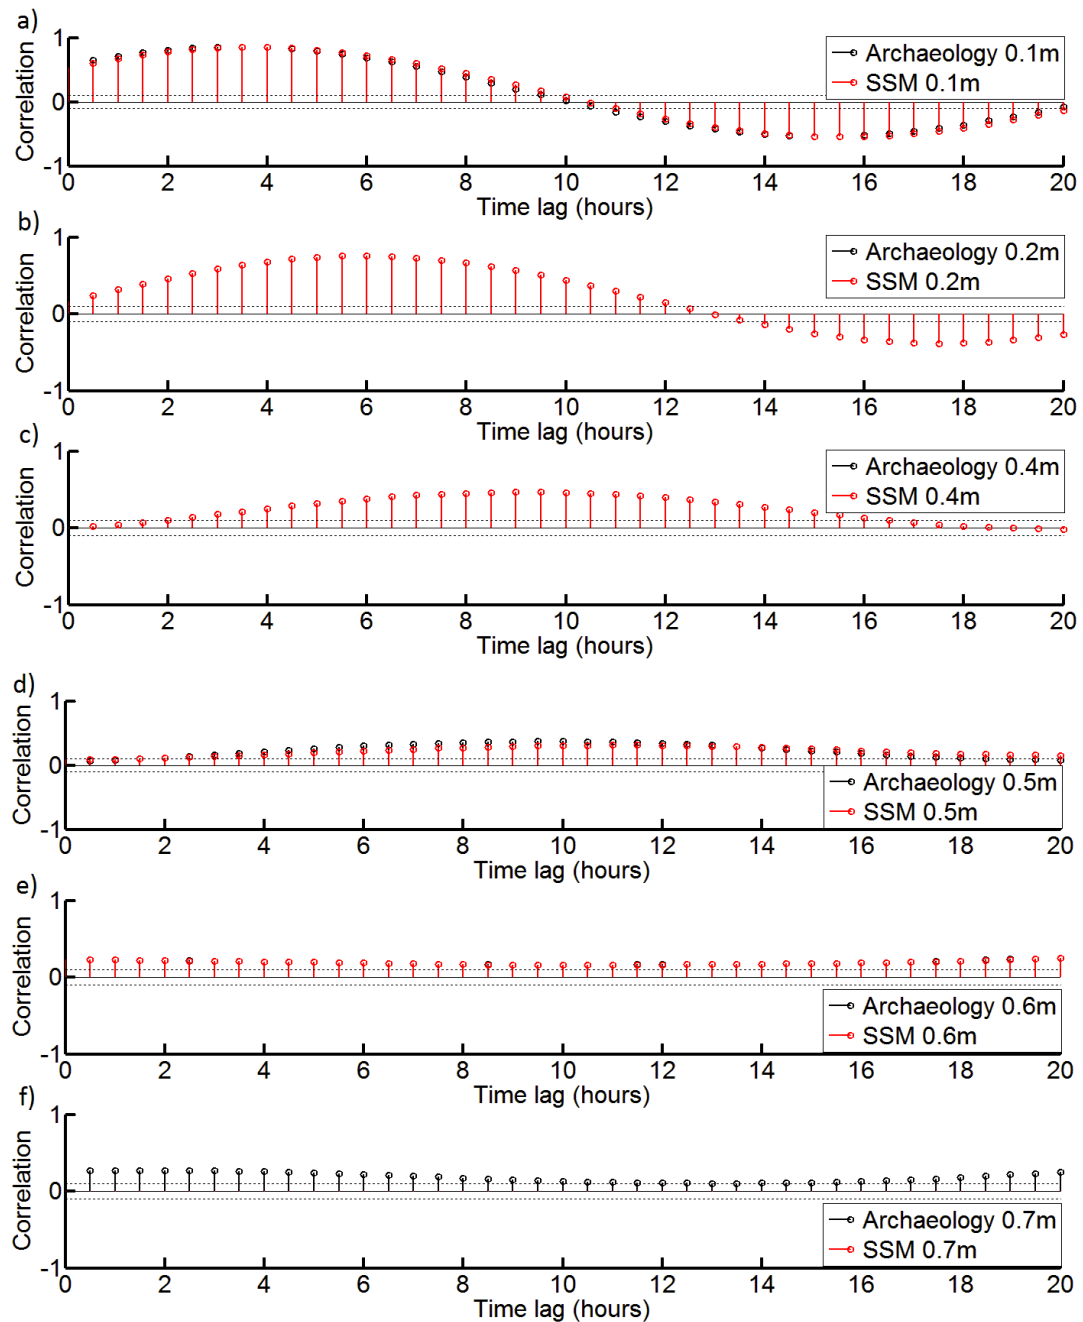 a)
1
0
-1
Correlation
Archaeology 0.1m
SSM 0.1m
0 2 4 6 8 10 12 14 16 18 20
Time lag (hours)
b)
1
0
-1
Correlation
Archaeology 0.2m
SSM 0.2m
0 2 4 6 8 10 12 14 16 18 20
Time lag (hours)
c)
1
0
-1
Correlation
Archaeology 0.4m
SSM 0.4m
0 2 4 6 8 10 12 14 16 18 20
Time lag (hours)
d)
1
0
-1
Correlation
Archaeology 0.5m
SSM 0.5m
0 2 4 6 8 10 12 14 16 18 20
Time lag (hours)
e)
1
0
-1
Correlation
Archaeology 0.6m
SSM 0.6m
0 2 4 6 8 10 12 14 16 18 20
Time lag (hours)
f)
1
0
-1
Correlation
Archaeology 0.7m
SSM 0.7m
0 2 4 6 8 10 12 14 16 18 20
Time lag (hours)